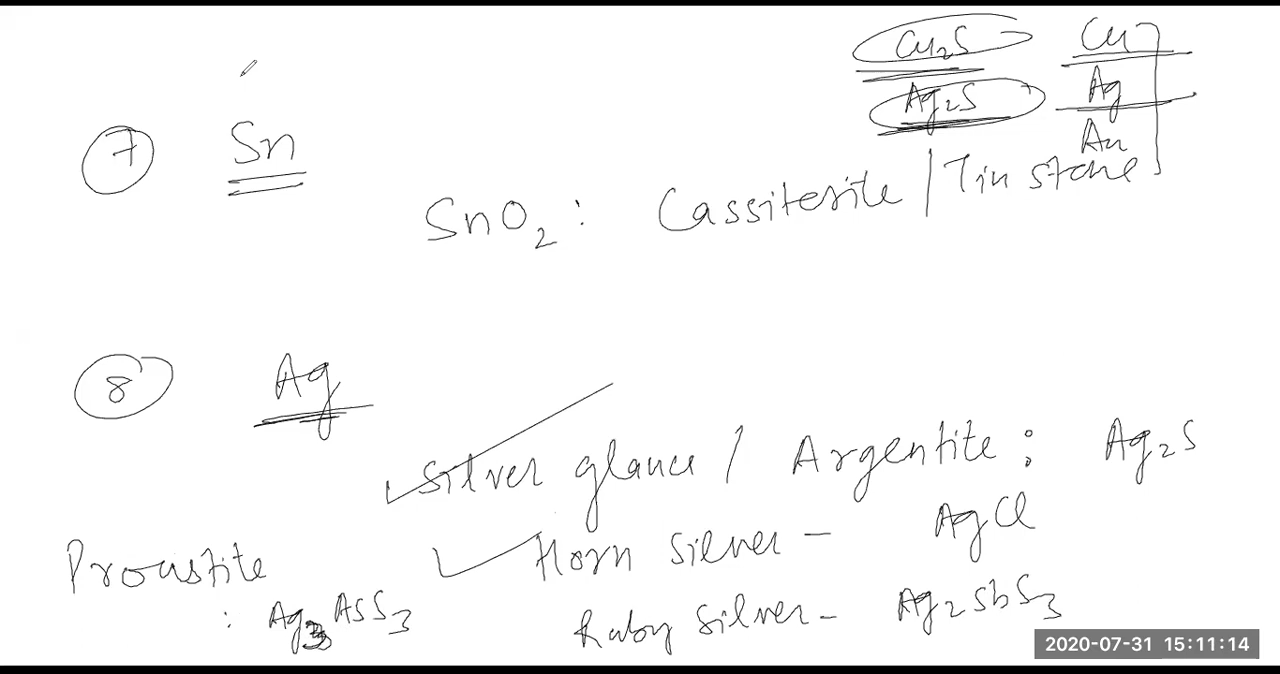 Cu₂S Cu
Ag₂S Ag
Au
7 Sn
SnO₂ : Cassiterite / Tin stone
8 Ag
Silver glance / Argentite : Ag₂S
Horn silver – AgCl
Proustite
: Ag₃AsS₃
Ruby silver – Ag₂SbS₃
2020-07-31 15:11:14